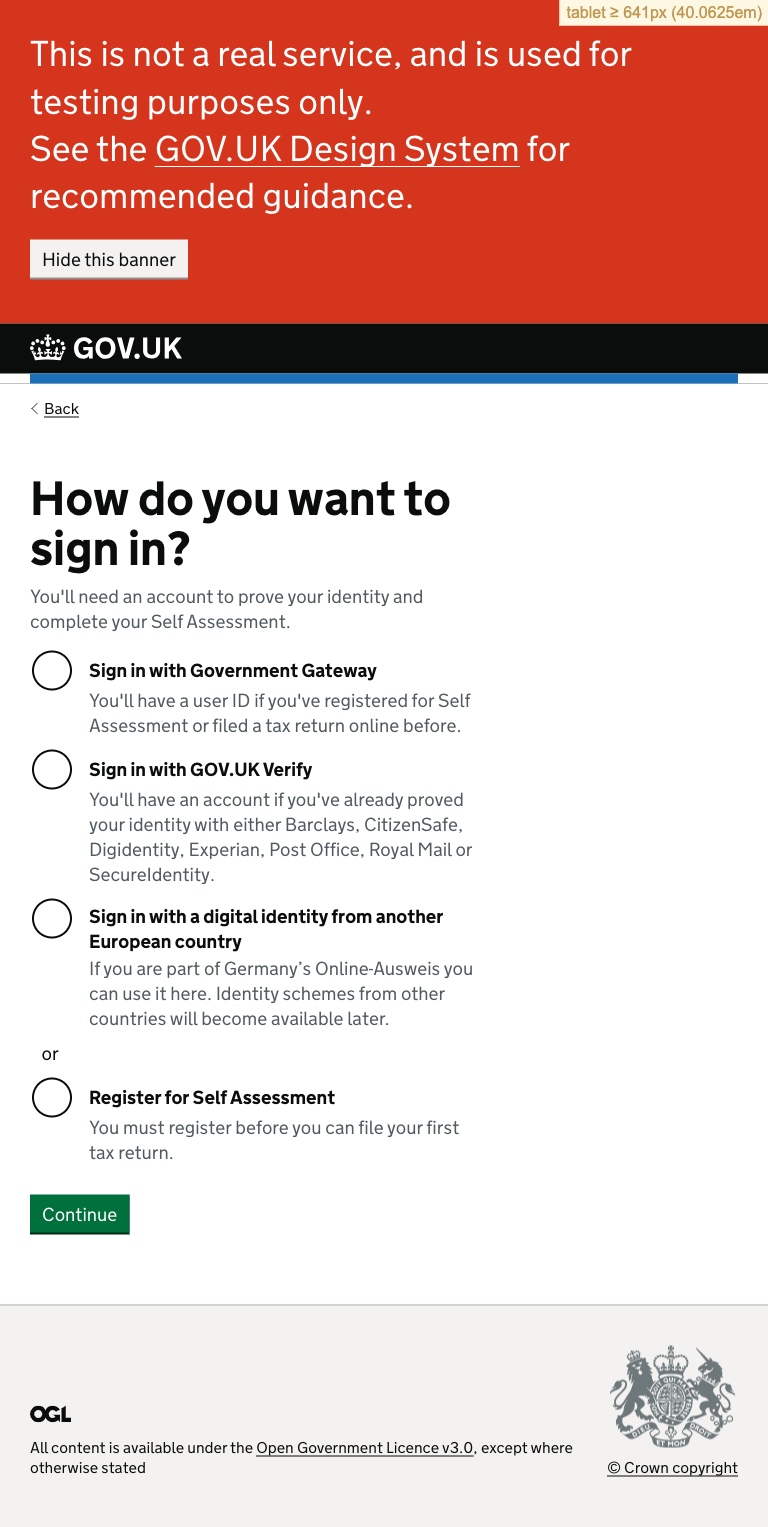 tablet ≥ 641px (40.0625em)
This is not a real service, and is used for
testing purposes only.
See the GOV.UK Design System for
recommended guidance.
Hide this banner
GOV.UK
Back
How do you want to
sign in?
You'll need an account to prove your identity and
complete your Self Assessment.
Sign in with Government Gateway
You'll have a user ID if you've registered for Self
Assessment or filed a tax return online before.
Sign in with GOV.UK Verify
You'll have an account if you've already proved
your identity with either Barclays, CitizenSafe,
Digidentity, Experian, Post Office, Royal Mail or
SecureIdentity.
Sign in with a digital identity from another
European country
If you are part of Germany’s Online-Ausweis you
can use it here. Identity schemes from other
countries will become available later.
or
Register for Self Assessment
You must register before you can file your first
tax return.
Continue
OGL
All content is available under the Open Government Licence v3.0, except where
otherwise stated
DIEU ET MON DROIT
© Crown copyright